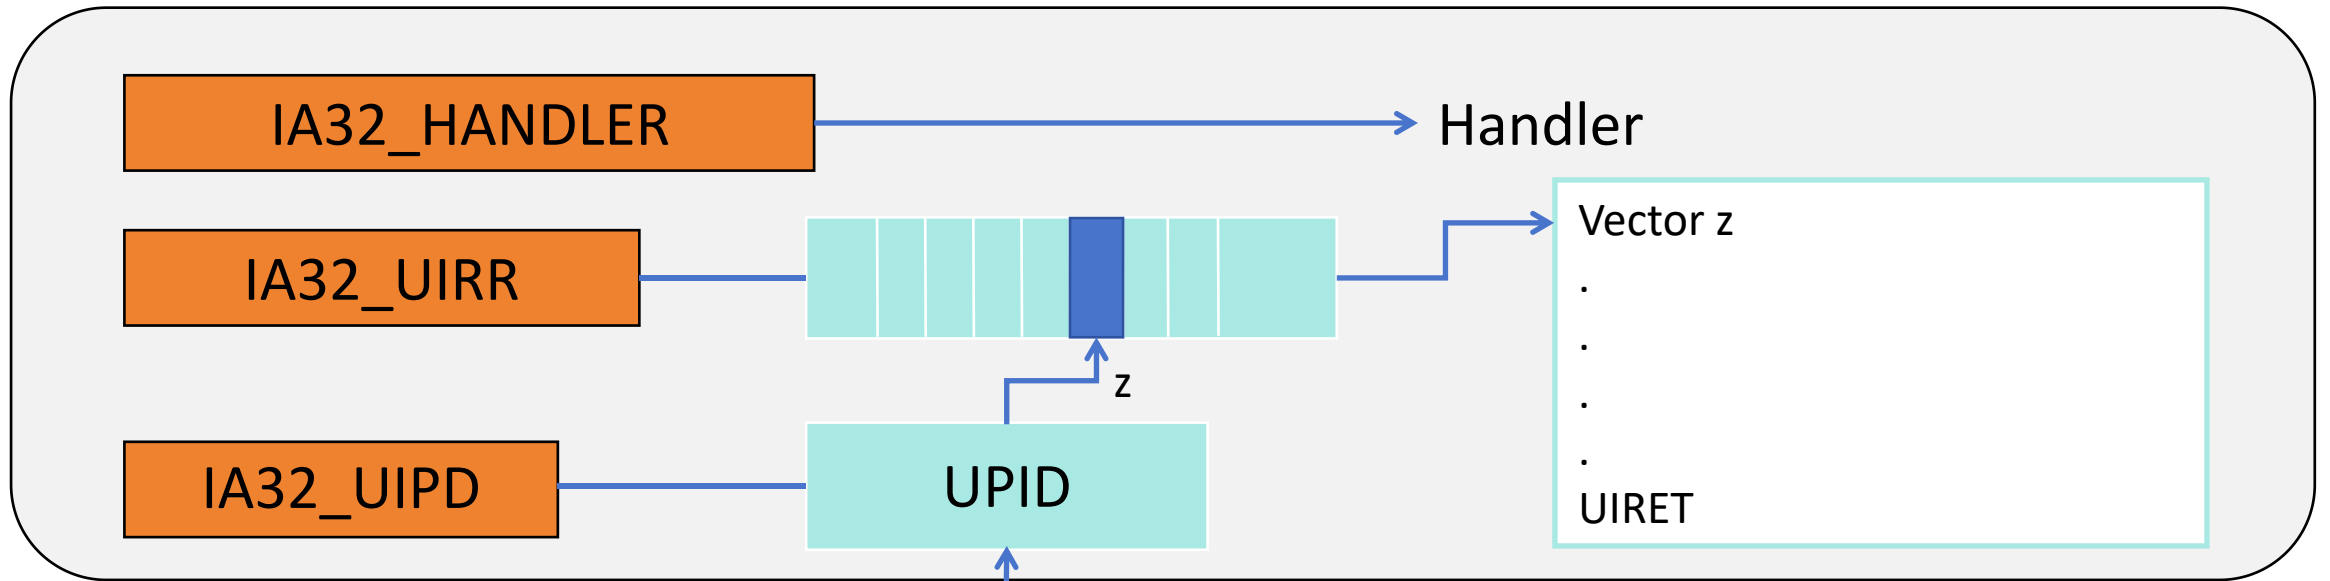 IA32_HANDLER
Handler
IA32_UIRR
Vector z
.
.
.
.
UIRET
z
IA32_UIPD
UPID